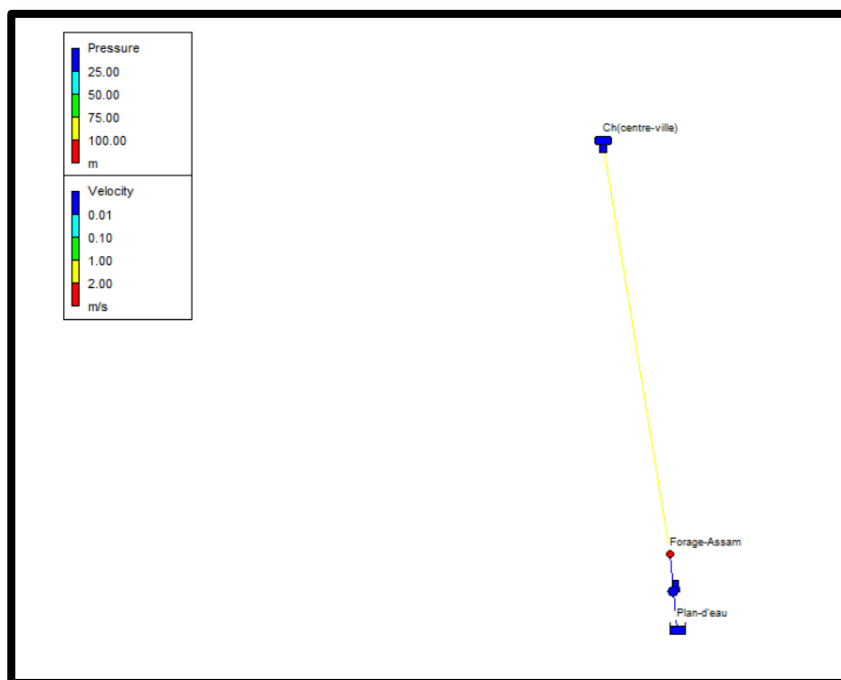 Pressure
25.00
50.00
75.00
100.00
m
Velocity
0.01
0.10
1.00
2.00
m/s
Ch(centre-ville)
Forage-Assam
Plan-d'eau